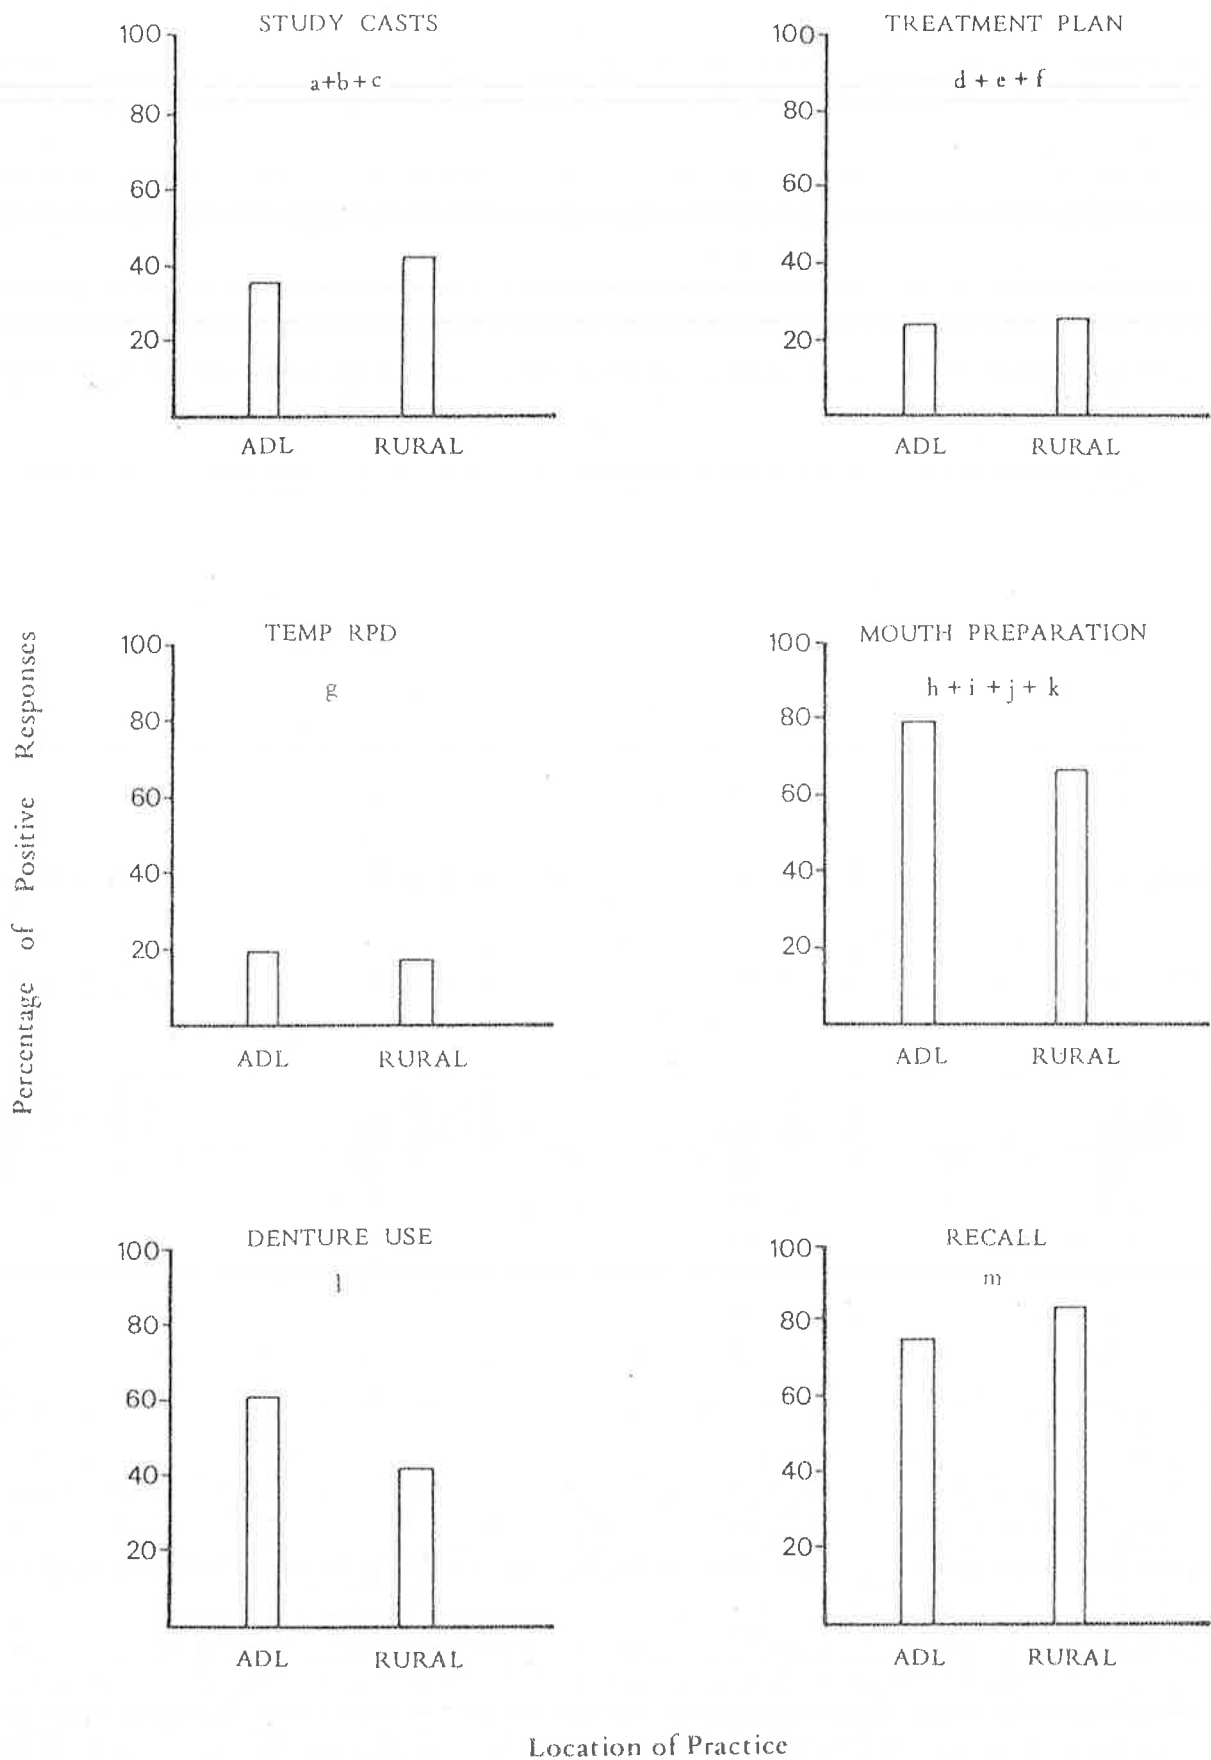 STUDY CASTS
a+b+c
100
80
60
40
20
ADL RURAL
TREATMENT PLAN
d + e + f
100
80
60
40
20
ADL RURAL
Percentage of Positive Responses
TEMP RPD
g
100
80
60
40
20
ADL RURAL
MOUTH PREPARATION
h + i + j + k
100
80
60
40
20
ADL RURAL
DENTURE USE
l
100
80
60
40
20
ADL RURAL
RECALL
m
100
80
60
40
20
ADL RURAL
Location of Practice